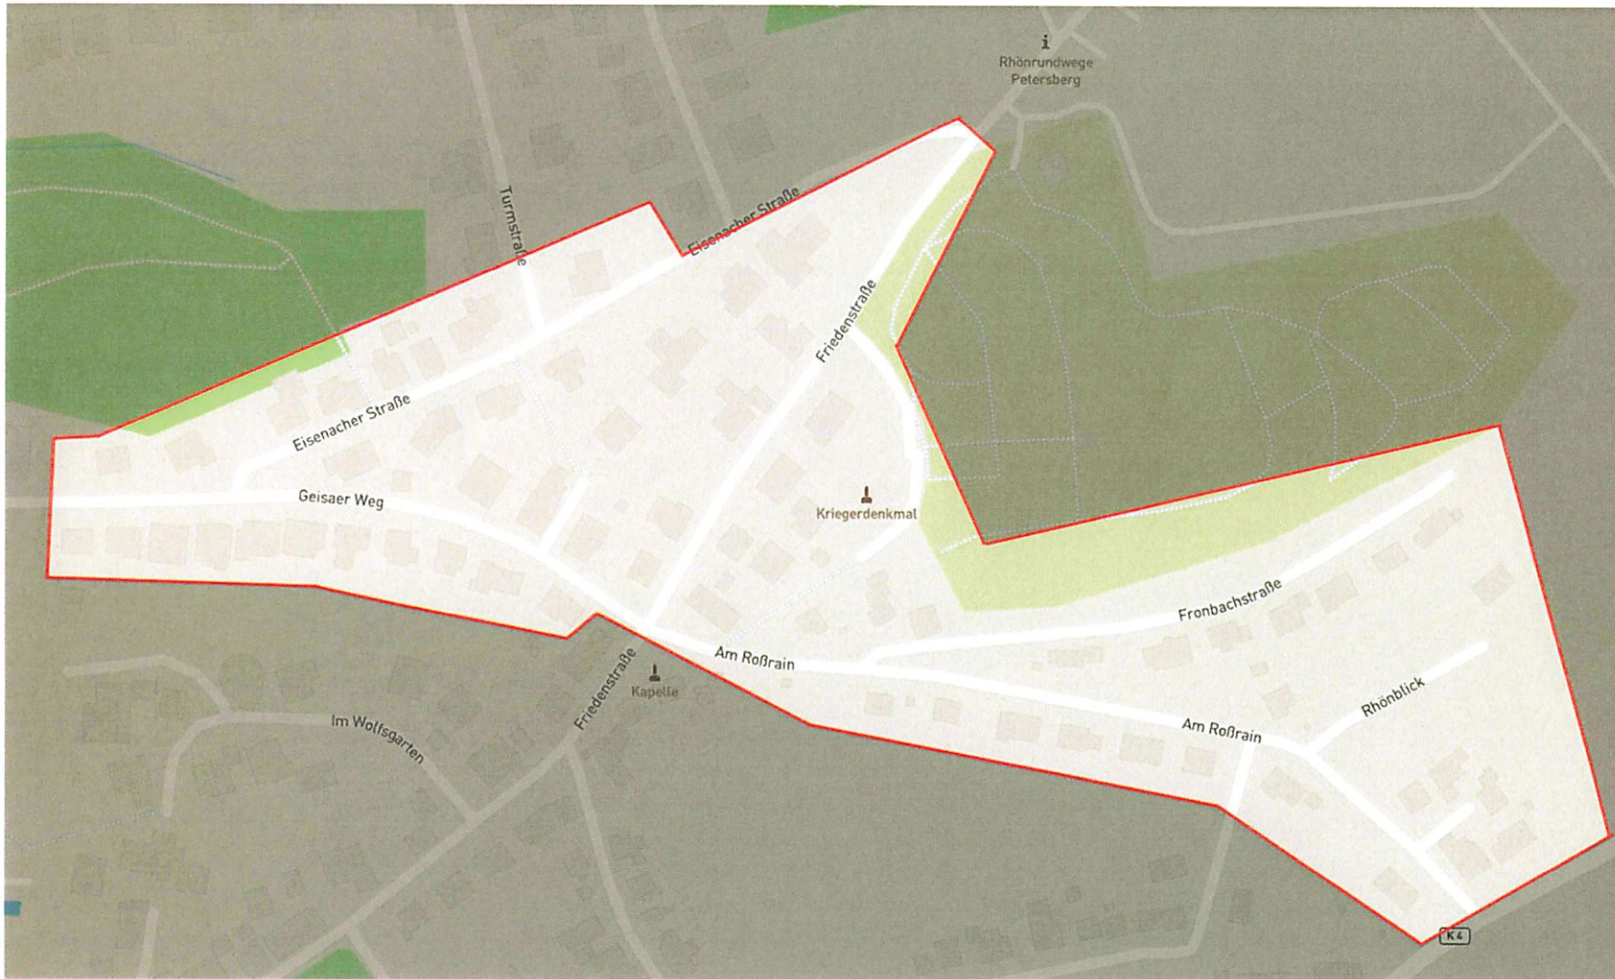 Rhönrundwege
Petersberg
Turmstraße
Eisenacher Straße
Friedenstraße
Eisenacher Straße
Geisaer Weg
Kriegerdenkmal
Fronbachstraße
Am Roßrain
Friedenstraße
Kapelle
Rhönblick
Im Wolfsgarten
Am Roßrain
K4